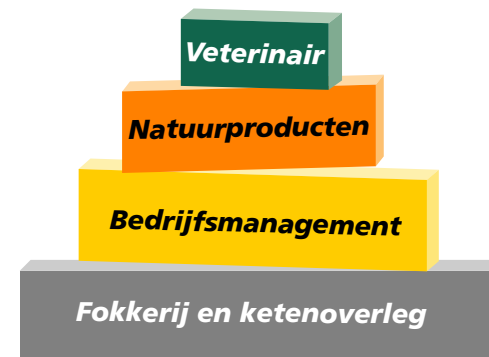 Veterinair
Natuurproducten
Bedrijfsmanagement
Fokkerij en ketenoverleg